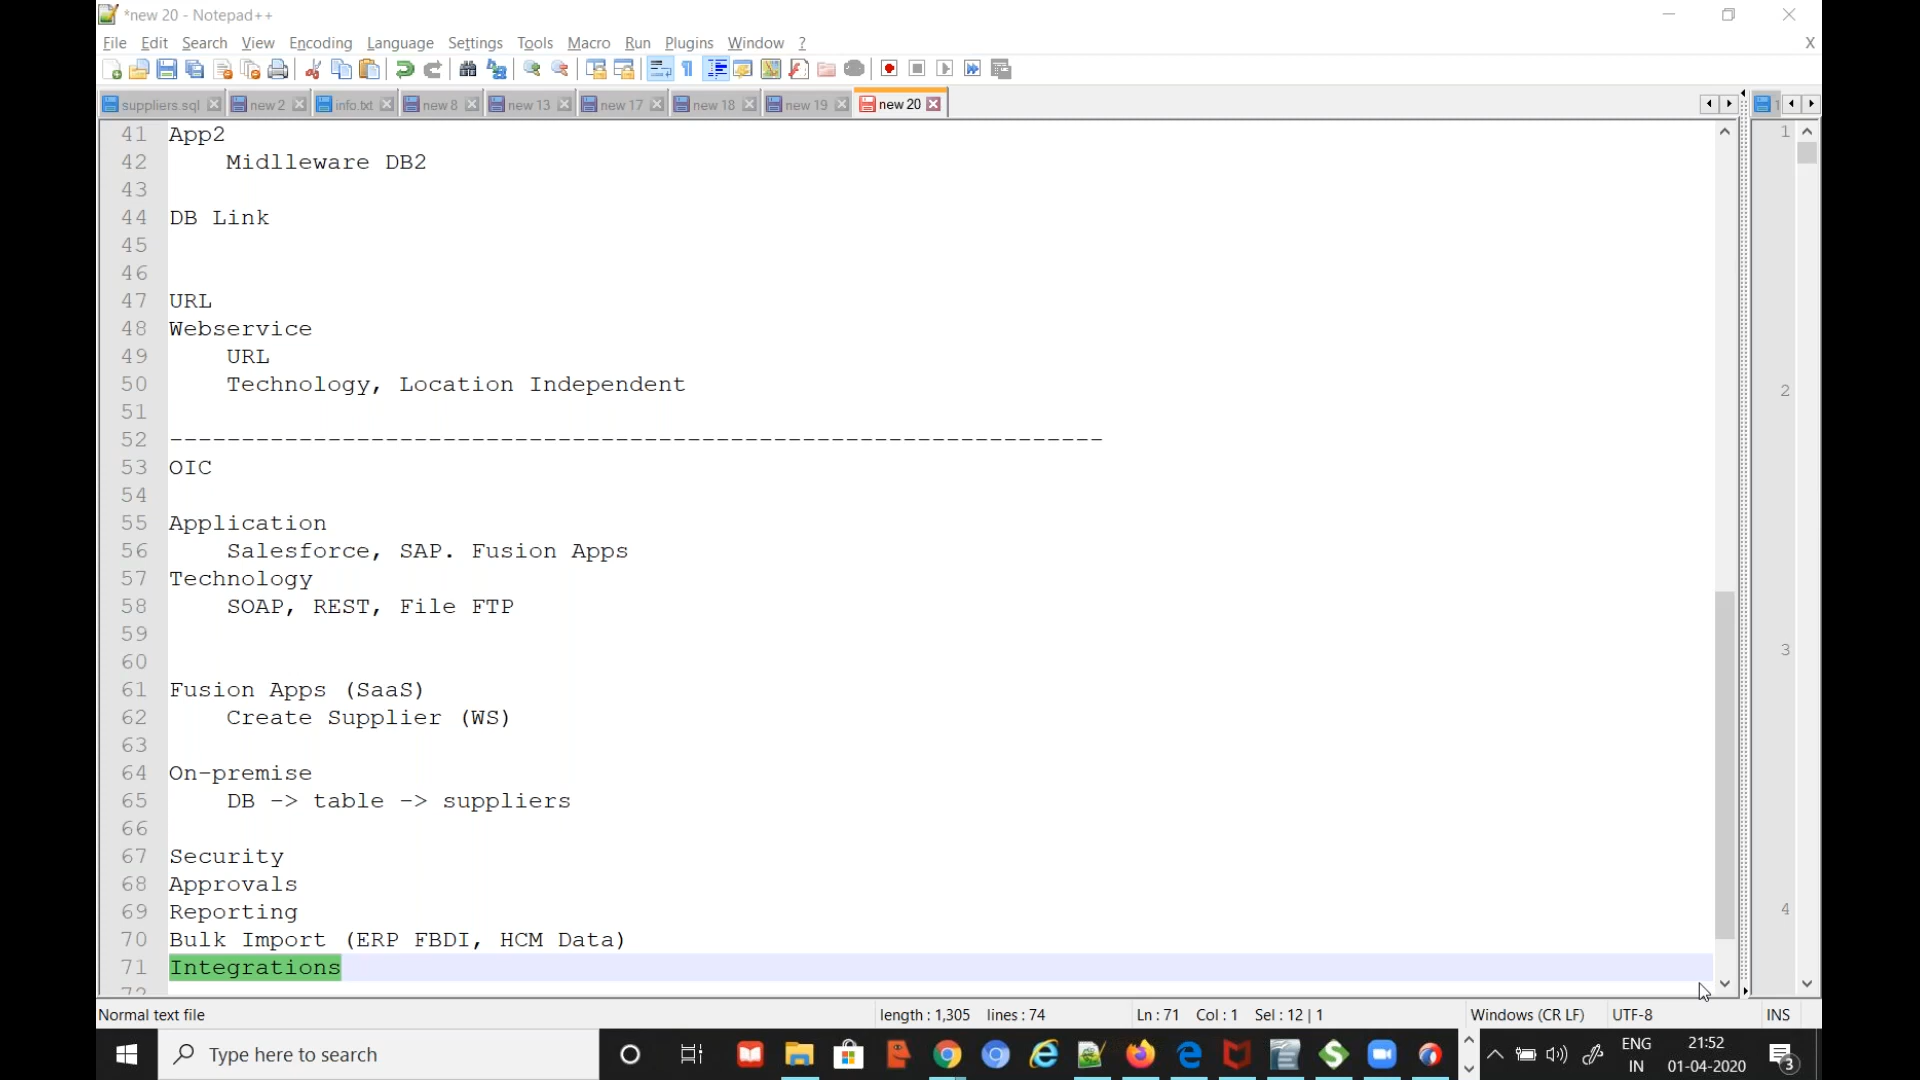 *new 20 - Notepad++
File Edit Search View Encoding Language Settings Tools Macro Run Plugins Window ? X
suppliers.sql new 2 info.txt new 8 new 13 new 17 new 18 new 19 new 20 1
41 App2
42 Midlleware DB2
43
44 DB Link
45
46
47 URL
48 Webservice
49 URL
50 Technology, Location Independent
51
52 -----------------------------------------------------------------
53 OIC
54
55 Application
56 Salesforce, SAP. Fusion Apps
57 Technology
58 SOAP, REST, File FTP
59
60
61 Fusion Apps (SaaS)
62 Create Supplier (WS)
63
64 On-premise
65 DB -> table -> suppliers
66
67 Security
68 Approvals
69 Reporting
70 Bulk Import (ERP FBDI, HCM Data)
71 Integrations
72
1
2
3
4
Normal text file length : 1,305 lines : 74 Ln : 71 Col : 1 Sel : 12 | 1 Windows (CR LF) UTF-8 INS
Type here to search
ENG
IN
21:52
01-04-2020
3